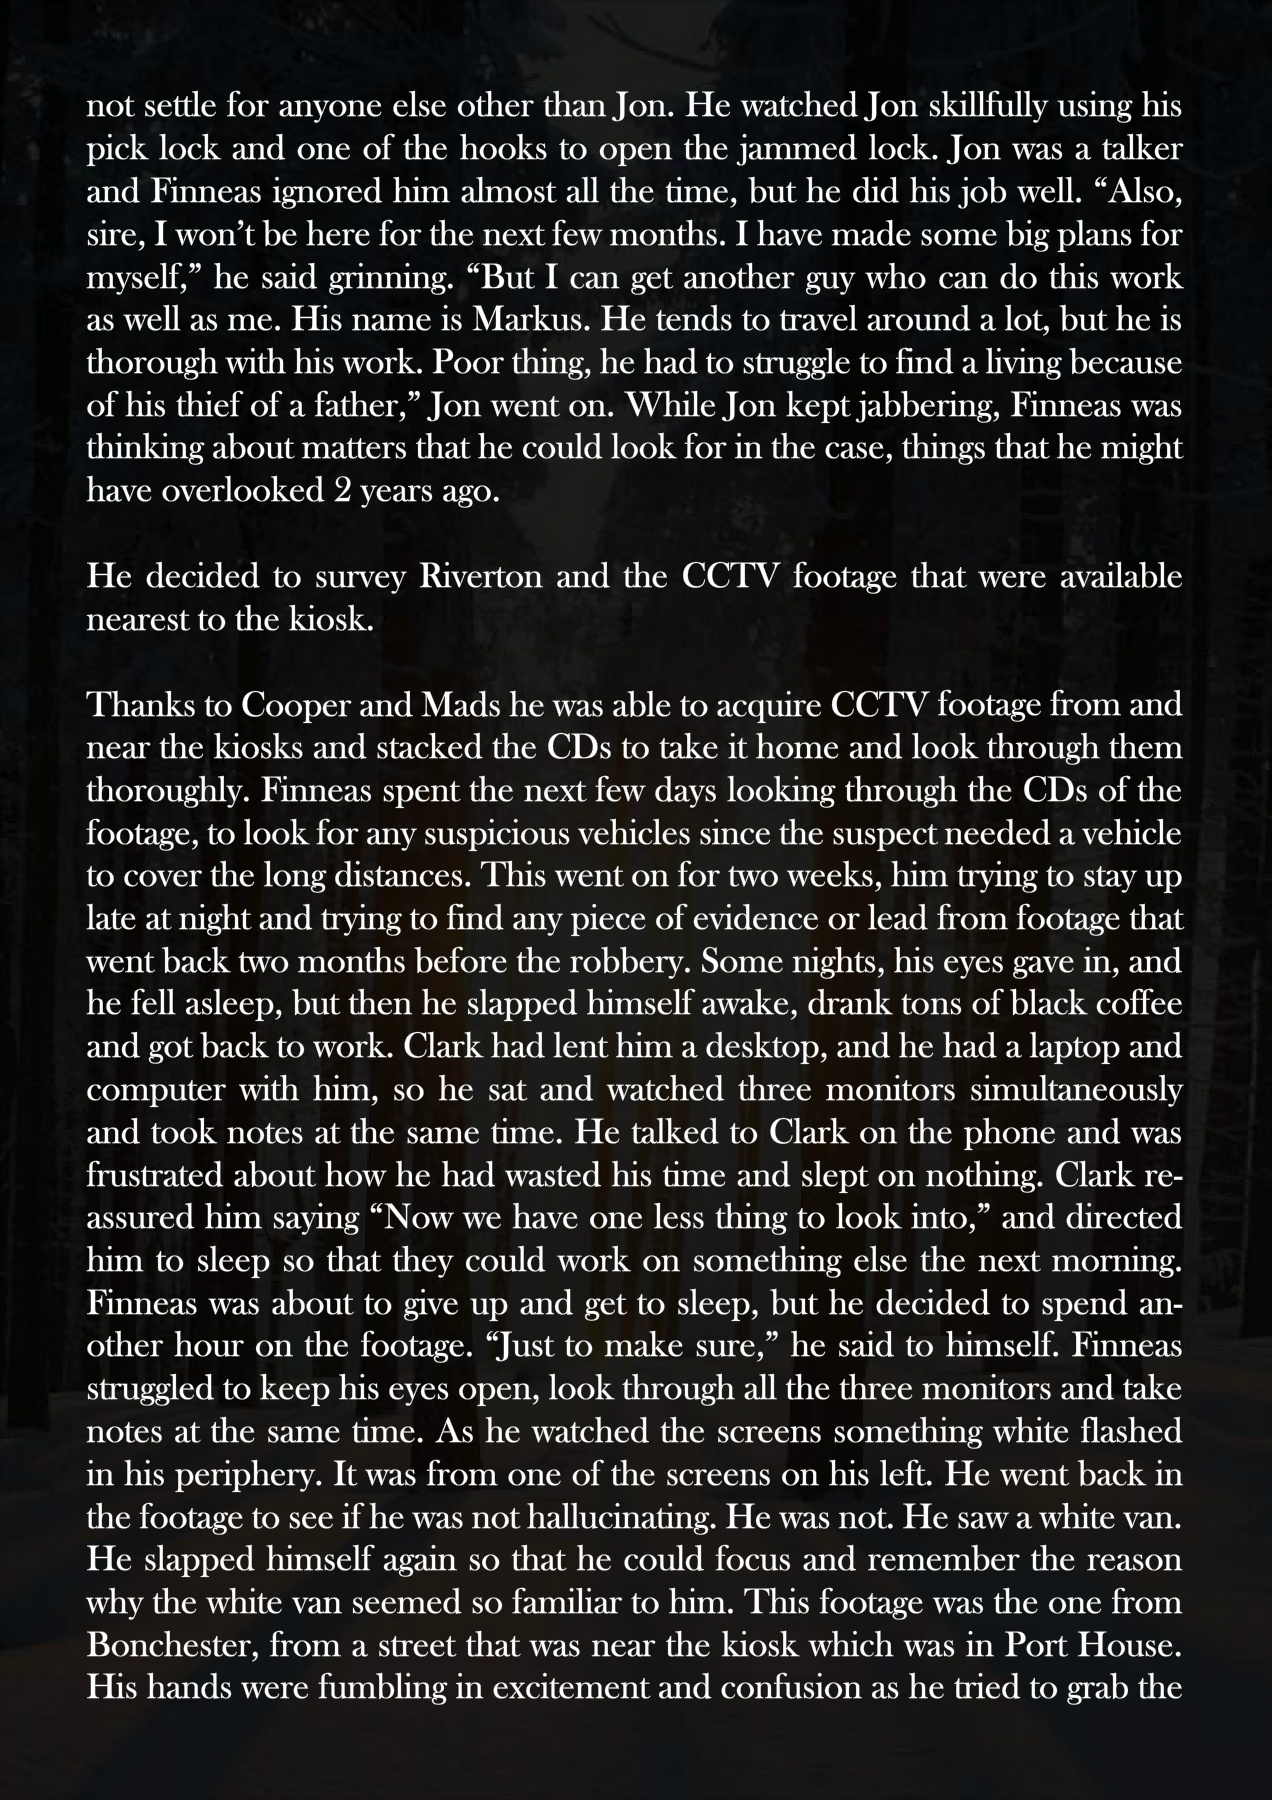 not settle for anyone else other than Jon. He watched Jon skillfully using his
pick lock and one of the hooks to open the jammed lock. Jon was a talker
and Finneas ignored him almost all the time, but he did his job well. “Also,
sire, I won’t be here for the next few months. I have made some big plans for
myself,” he said grinning. “But I can get another guy who can do this work
as well as me. His name is Markus. He tends to travel around a lot, but he is
thorough with his work. Poor thing, he had to struggle to find a living because
of his thief of a father,” Jon went on. While Jon kept jabbering, Finneas was
thinking about matters that he could look for in the case, things that he might
have overlooked 2 years ago.
He decided to survey Riverton and the CCTV footage that were available
nearest to the kiosk.
Thanks to Cooper and Mads he was able to acquire CCTV footage from and
near the kiosks and stacked the CDs to take it home and look through them
thoroughly. Finneas spent the next few days looking through the CDs of the
footage, to look for any suspicious vehicles since the suspect needed a vehicle
to cover the long distances. This went on for two weeks, him trying to stay up
late at night and trying to find any piece of evidence or lead from footage that
went back two months before the robbery. Some nights, his eyes gave in, and
he fell asleep, but then he slapped himself awake, drank tons of black coffee
and got back to work. Clark had lent him a desktop, and he had a laptop and
computer with him, so he sat and watched three monitors simultaneously
and took notes at the same time. He talked to Clark on the phone and was
frustrated about how he had wasted his time and slept on nothing. Clark re-
assured him saying “Now we have one less thing to look into,” and directed
him to sleep so that they could work on something else the next morning.
Finneas was about to give up and get to sleep, but he decided to spend an-
other hour on the footage. “Just to make sure,” he said to himself. Finneas
struggled to keep his eyes open, look through all the three monitors and take
notes at the same time. As he watched the screens something white flashed
in his periphery. It was from one of the screens on his left. He went back in
the footage to see if he was not hallucinating. He was not. He saw a white van.
He slapped himself again so that he could focus and remember the reason
why the white van seemed so familiar to him. This footage was the one from
Bonchester, from a street that was near the kiosk which was in Port House.
His hands were fumbling in excitement and confusion as he tried to grab the